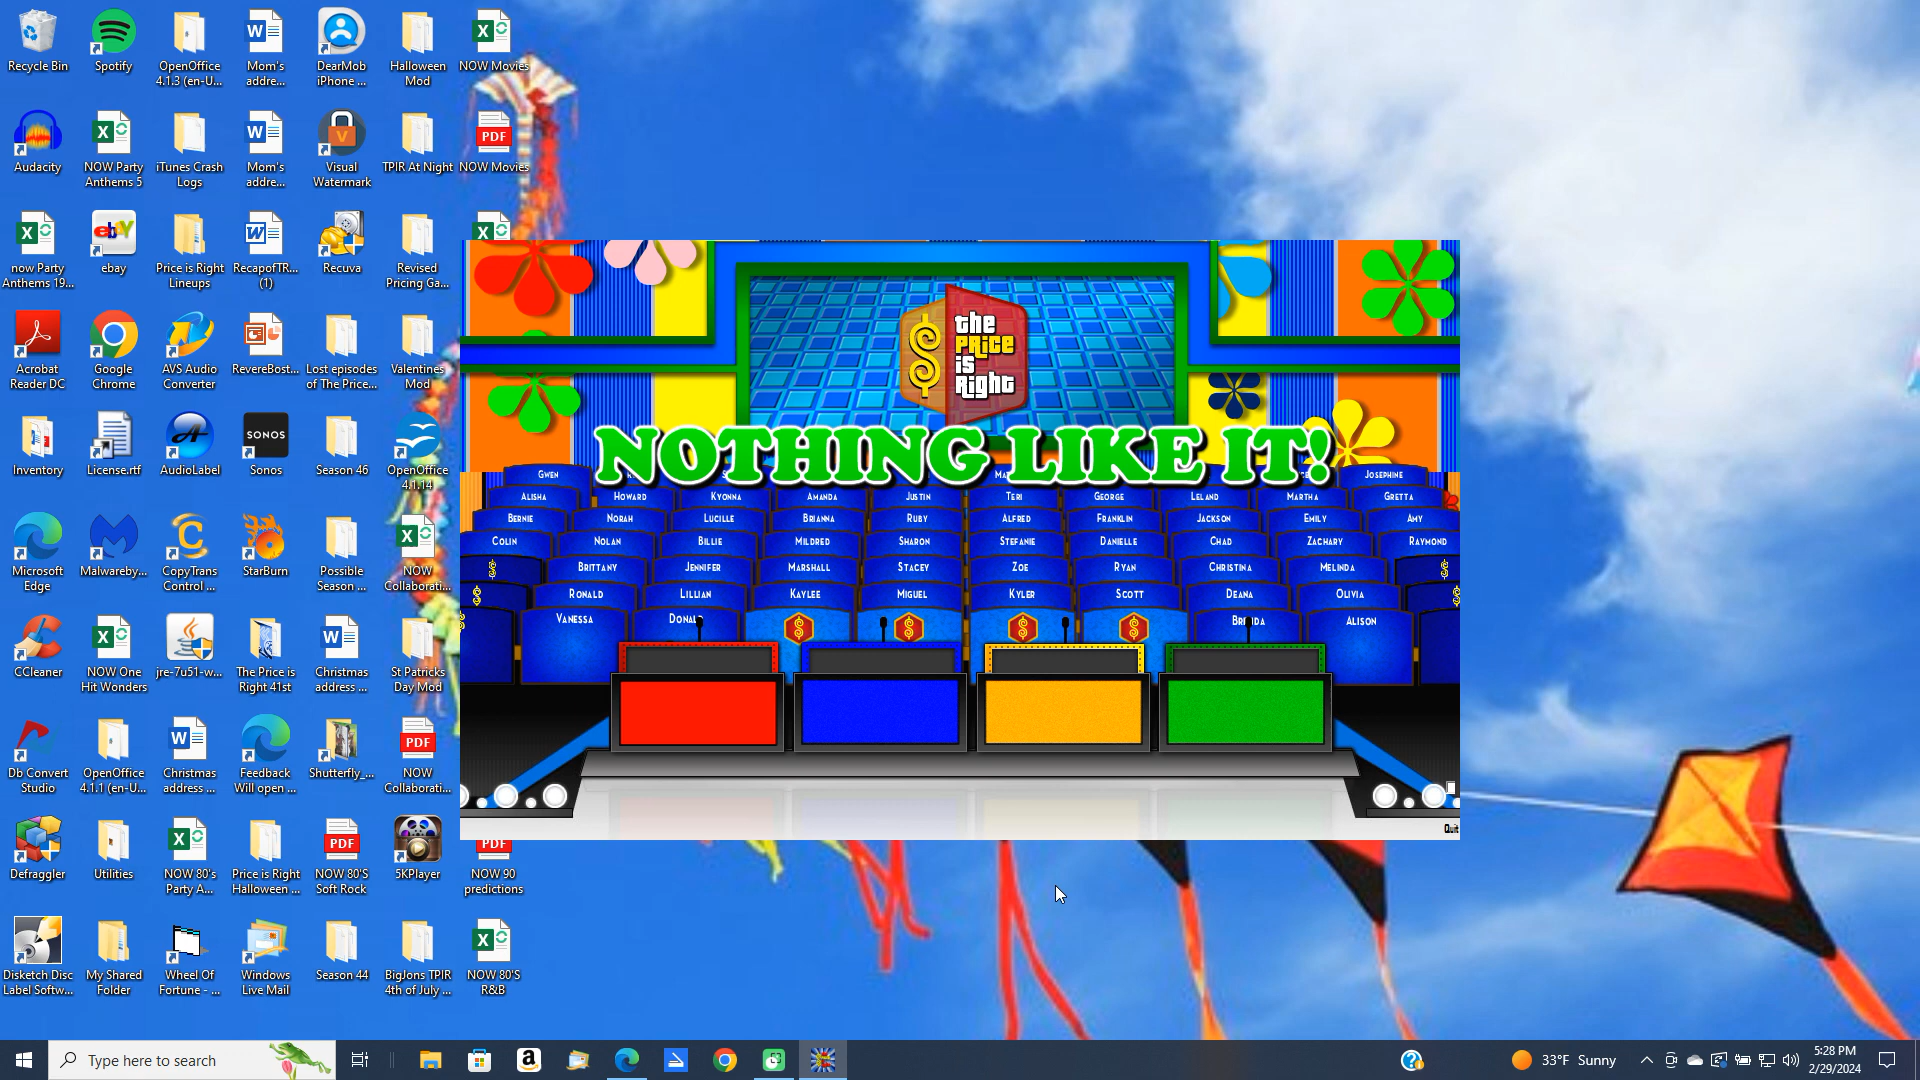 Recycle Bin
Spotify
OpenOffice
4.1.3 (en-U...
Mom's
addre...
DearMob
iPhone ...
Halloween
Mod
NOW Movies
Audacity
NOW Party
Anthems 5
iTunes Crash
Logs
Mom's
addre...
Visual
Watermark
TPIR At Night
PDF
NOW Movies
now Party
Anthems 19...
ebay
Price is Right
Lineups
RecapofTR...
(1)
Recuva
Revised
Pricing Ga...
Acrobat
Reader DC
Google
Chrome
AVS Audio
Converter
RevereBost...
Lost episodes
of The Price...
Valentines
Mod
Inventory
License.rtf
AudioLabel
SONOS
Sonos
Season 46
OpenOffice
4.1.14
Microsoft
Edge
Malwareby...
CopyTrans
Control ...
StarBurn
Possible
Season ...
NOW
Collaborati...
CCleaner
NOW One
Hit Wonders
jre-7u51-w...
The Price is
Right 41st
Christmas
address ...
St Patricks
Day Mod
Db Convert
Studio
OpenOffice
4.1.1 (en-U...
Christmas
address ...
Feedback
Will open ...
Shutterfly_...
PDF
NOW
Collaborati...
Defraggler
Utilities
NOW 80'S
Party A...
Price is Right
Halloween ...
PDF
NOW 80'S
Soft Rock
5KPlayer
PDF
NOW 90
predictions
Disketch Disc
Label Softw...
My Shared
Folder
Wheel Of
Fortune - ...
Windows
Live Mail
Season 44
BigJons TPIR
4th of July ...
NOW 80'S
R&B
the
PRice
is
Right
NOTHING LIKE IT!
GWEN JOSEPHINE
ALISHA HOWARD KYONNA AMANDA JUSTIN TERI GEORGE LELAND MARTHA GRETTA
BERNIE NORAH LUCILLE BRIANNA RUBY ALFRED FRANKLIN JACKSON EMILY AMY
COLIN NOLAN BILLIE MILDRED SHARON STEFANIE DANIELLE CHAD ZACHARY RAYMOND
BRITTANY JENNIFER MARSHALL STACEY ZOE RYAN CHRISTINA MELINDA
RONALD LILLIAN KAYLEE MIGUEL KYLER SCOTT DEANA OLIVIA
VANESSA DONALD BRENDA ALISON
Quit
Type here to search
33°F Sunny
5:28 PM
2/29/2024